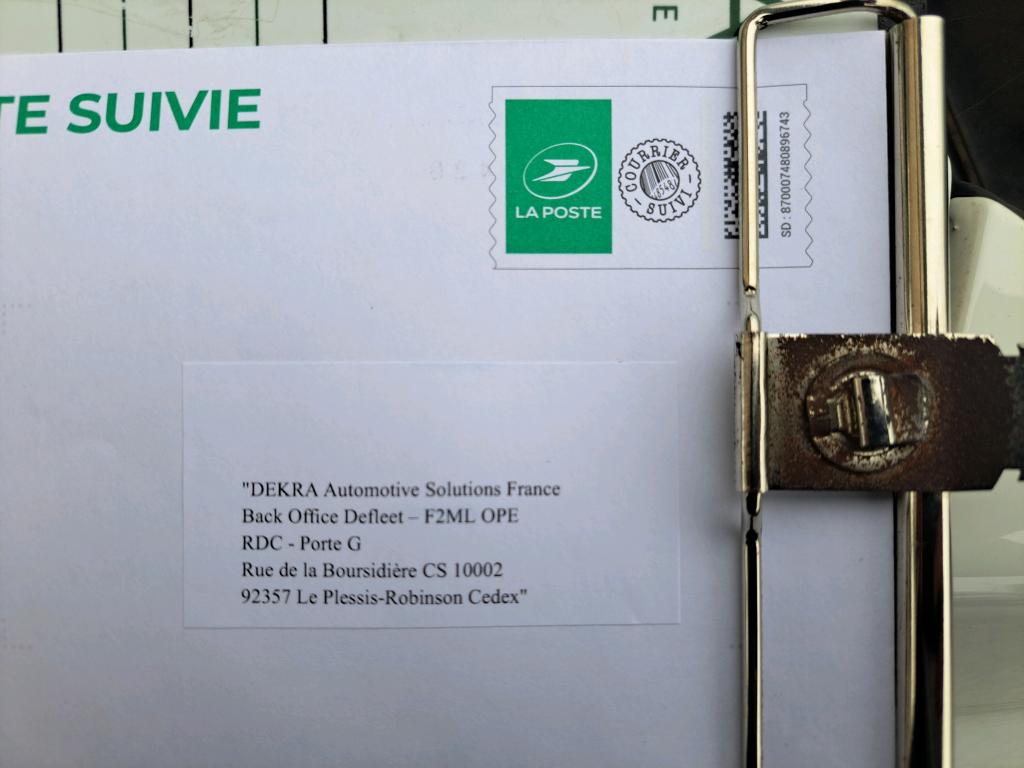 E
TE SUIVIE
LA POSTE
COURRIER
SUIVI
SD : 870007480896743
"DEKRA Automotive Solutions France
Back Office Defleet – F2ML OPE
RDC - Porte G
Rue de la Boursidière CS 10002
92357 Le Plessis-Robinson Cedex"